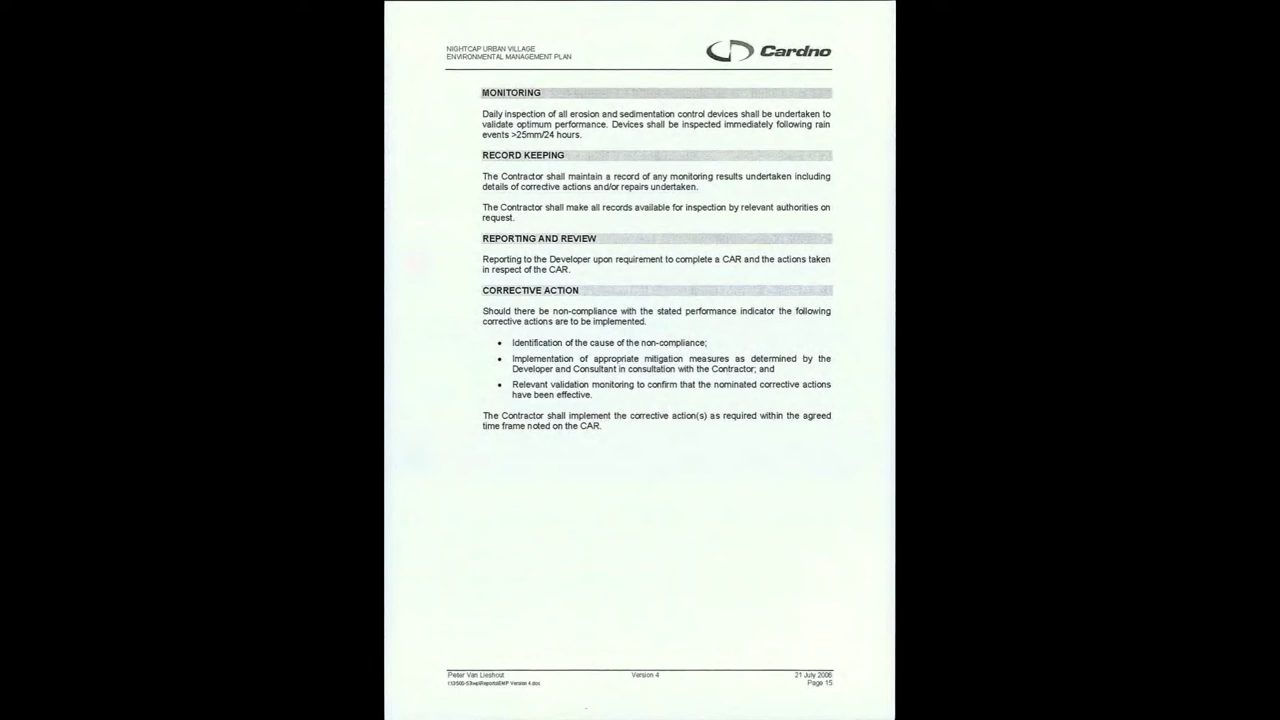 NIGHTCAP URBAN VILLAGE
ENVIRONMENTAL MANAGEMENT PLAN
Cardno
MONITORING
Daily inspection of all erosion and sedimentation control devices shall be undertaken to
validate optimum performance. Devices shall be inspected immediately following rain
events >25mm/24 hours.
RECORD KEEPING
The Contractor shall maintain a record of any monitoring results undertaken including
details of corrective actions and/or repairs undertaken.
The Contractor shall make all records available for inspection by relevant authorities on
request.
REPORTING AND REVIEW
Reporting to the Developer upon requirement to complete a CAR and the actions taken
in respect of the CAR.
CORRECTIVE ACTION
Should there be non-compliance with the stated performance indicator the following
corrective actions are to be implemented.
• Identification of the cause of the non-compliance;
• Implementation of appropriate mitigation measures as determined by the
Developer and Consultant in consultation with the Contractor; and
• Relevant validation monitoring to confirm that the nominated corrective actions
have been effective.
The Contractor shall implement the corrective action(s) as required within the agreed
time frame noted on the CAR.
Peter Van Lieshout
Version 4
21 July 2006
Page 15